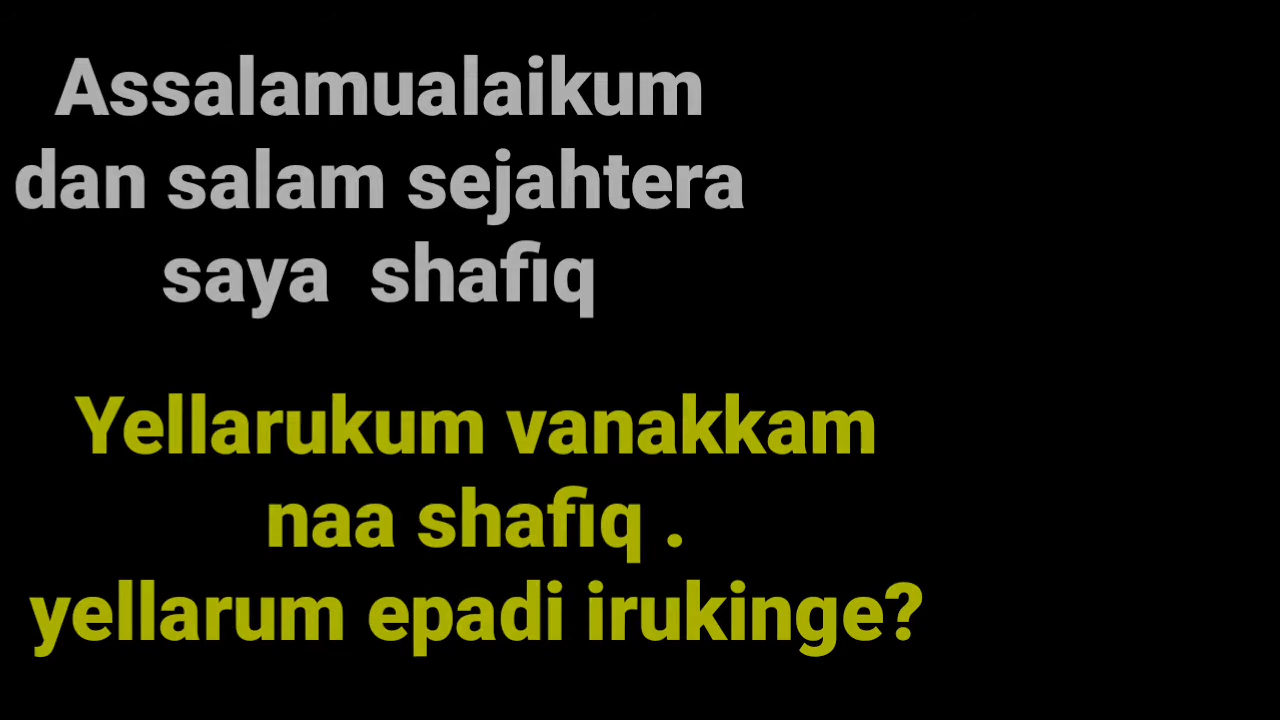 Assalamualaikum
dan salam sejahtera
saya shafiq
Yellarukum vanakkam
naa shafiq .
yellarum epadi irukinge?